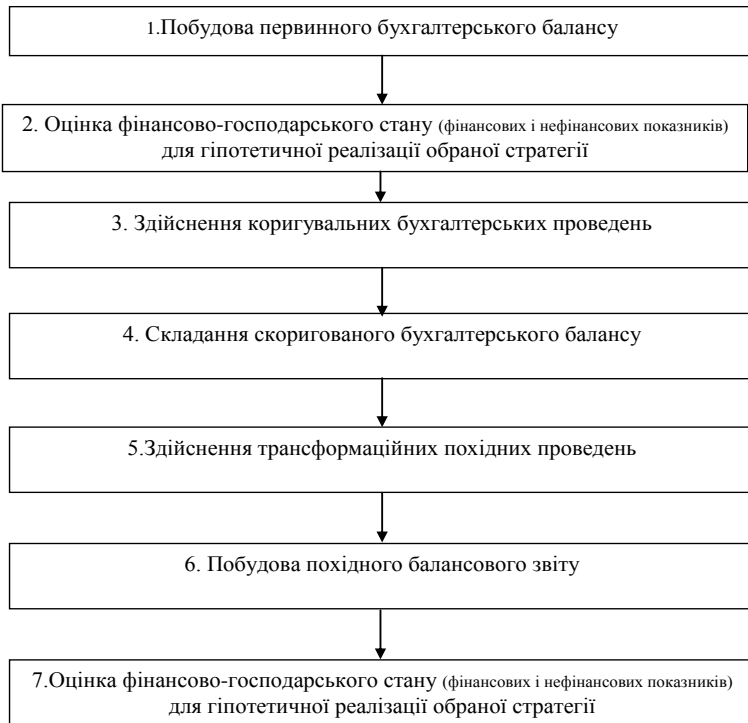 1.Побудова первинного бухгалтерського балансу
2. Оцінка фінансово-господарського стану (фінансових і нефінансових показників)
для гіпотетичної реалізації обраної стратегії
3. Здійснення коригувальних бухгалтерських проведень
4. Складання скоригованого бухгалтерського балансу
5.Здійснення трансформаційних похідних проведень
6. Побудова похідного балансового звіту
7.Оцінка фінансово-господарського стану (фінансових і нефінансових показників)
для гіпотетичної реалізації обраної стратегії